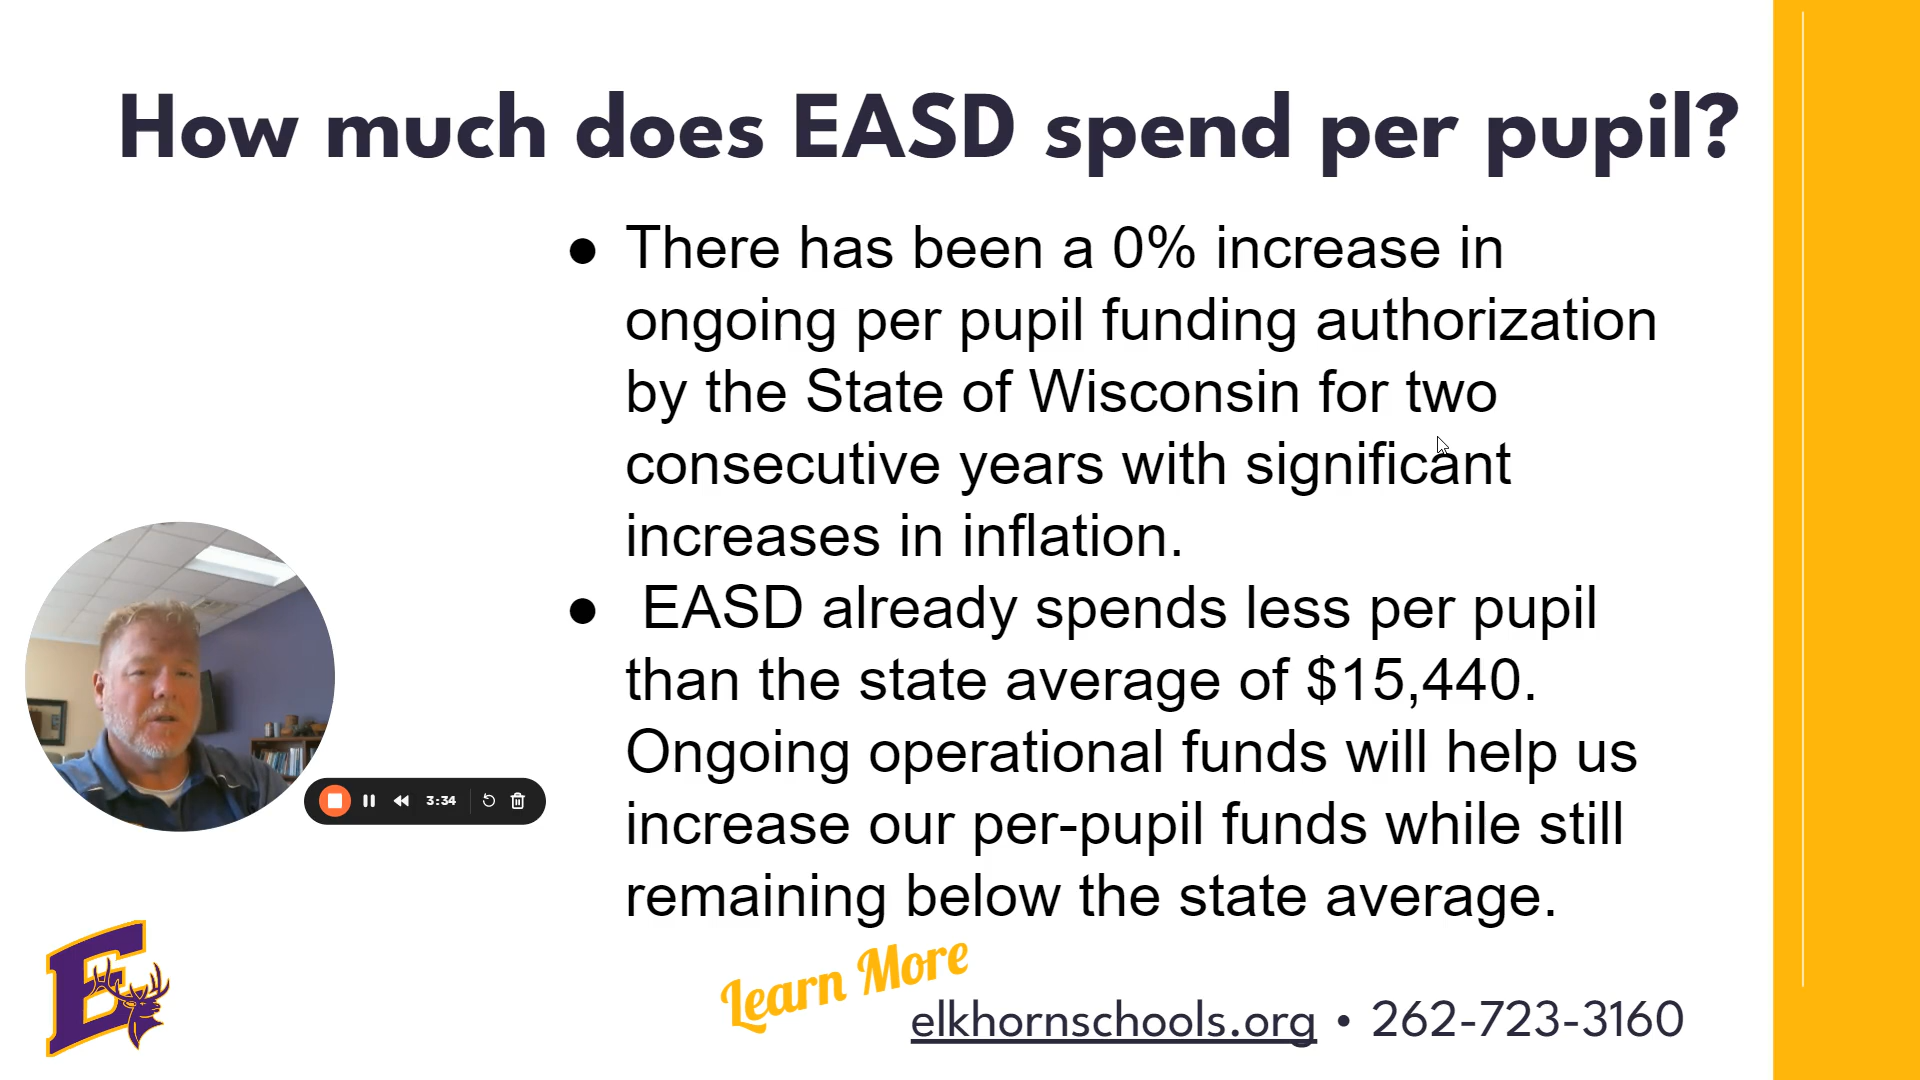 How much does EASD spend per pupil?
● There has been a 0% increase in
ongoing per pupil funding authorization
by the State of Wisconsin for two
consecutive years with significant
increases in inflation.
● EASD already spends less per pupil
than the state average of $15,440.
Ongoing operational funds will help us
increase our per-pupil funds while still
remaining below the state average.
3:34
E
Learn More
elkhornschools.org • 262-723-3160